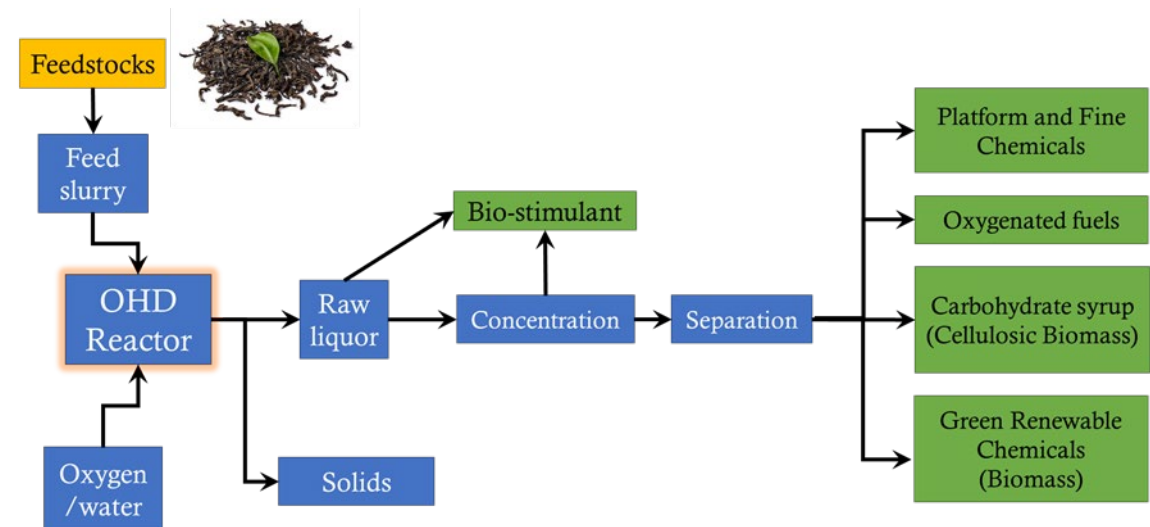 Feedstocks
Feed
slurry
OHD
Reactor
Oxygen
/water
Raw
liquor
Solids
Bio-stimulant
Concentration
Separation
Platform and Fine
Chemicals
Oxygenated fuels
Carbohydrate syrup
(Cellulosic Biomass)
Green Renewable
Chemicals
(Biomass)